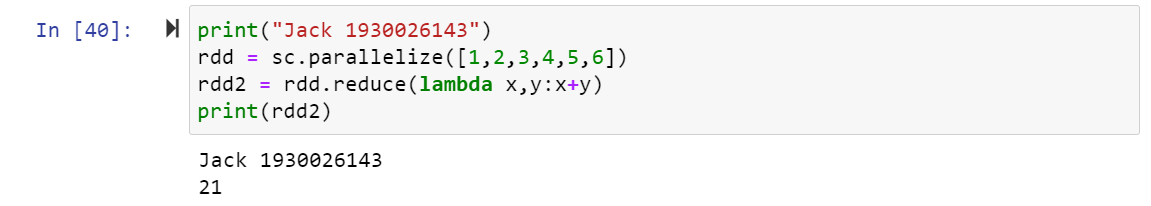 In [40]:
print("Jack 1930026143")
rdd = sc.parallelize([1,2,3,4,5,6])
rdd2 = rdd.reduce(lambda x,y:x+y)
print(rdd2)
Jack 1930026143
21